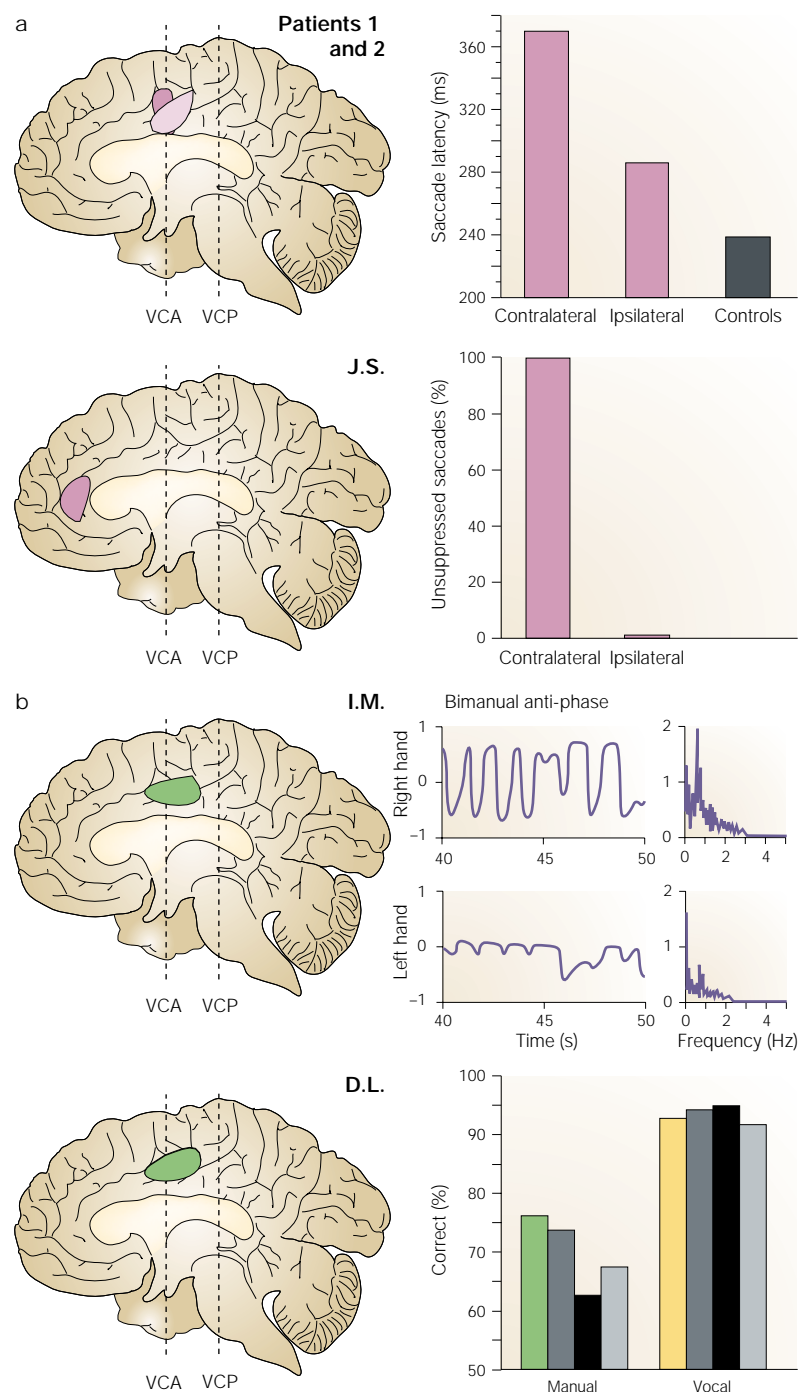 a
Patients 1
and 2
VCA VCP
Saccade latency (ms)
360
320
280
240
200
Contralateral Ipsilateral Controls
J.S.
VCA VCP
Unsuppressed saccades (%)
100
80
60
40
20
0
Contralateral Ipsilateral
b
I.M.
VCA VCP
Bimanual anti-phase
Right hand
1
0
–1
40 45 50
2
1
0
0 2 4
Left hand
1
0
–1
40 45 50
Time (s)
2
1
0
0 2 4
Frequency (Hz)
D.L.
VCA VCP
Correct (%)
100
90
80
70
60
50
Manual Vocal